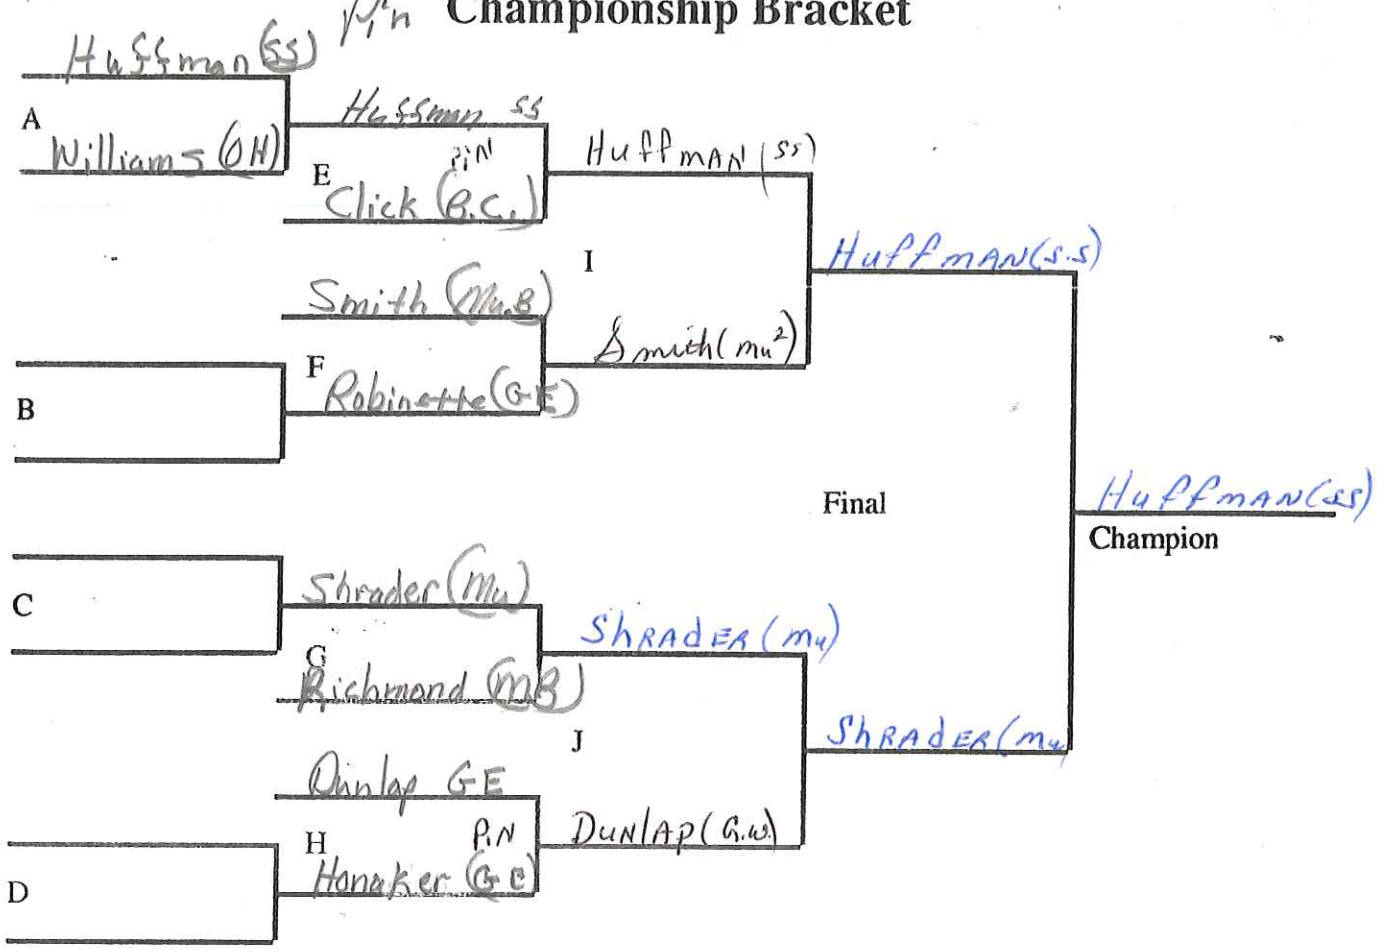 Championship Bracket
Pin
Huffman (SS)
A
Williams (OH)
Huffman SS
E
PiN
Click (B.C.)
HuffMAN (SS)
I
Smith (Mu.B)
F
Robinette (GE)
Smith (mu²)
B
HuffMAN (S.S)
Final
HuffMAN (SS)
Champion
C
Shrader (Mu)
G
Richmond (MB)
ShRAdER (mu)
J
ShRAdER (mu
Dunlap GE
H
PiN
Honaker (GE)
DuNlAP (G.W.)
D